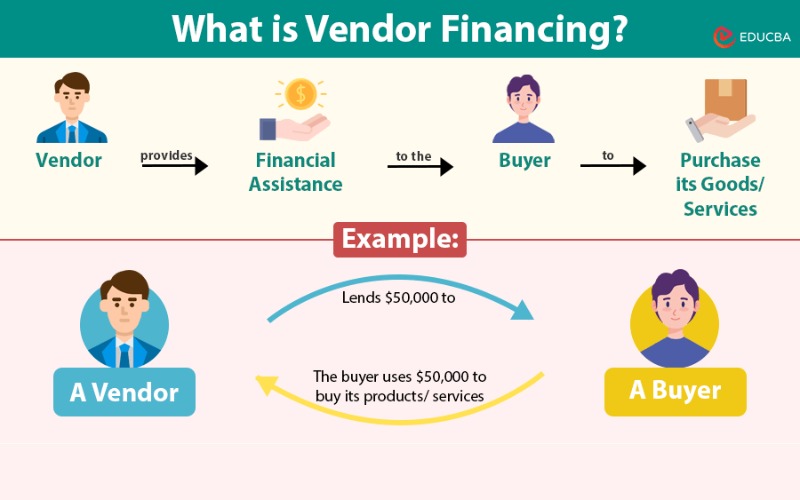 What is Vendor Financing?
EDUCBA
Vendor
provides
Financial
Assistance
to the
Buyer
to
Purchase
its Goods/
Services
Example:
Lends $50,000 to
The buyer uses $50,000 to
buy its products/ services
A Vendor
A Buyer